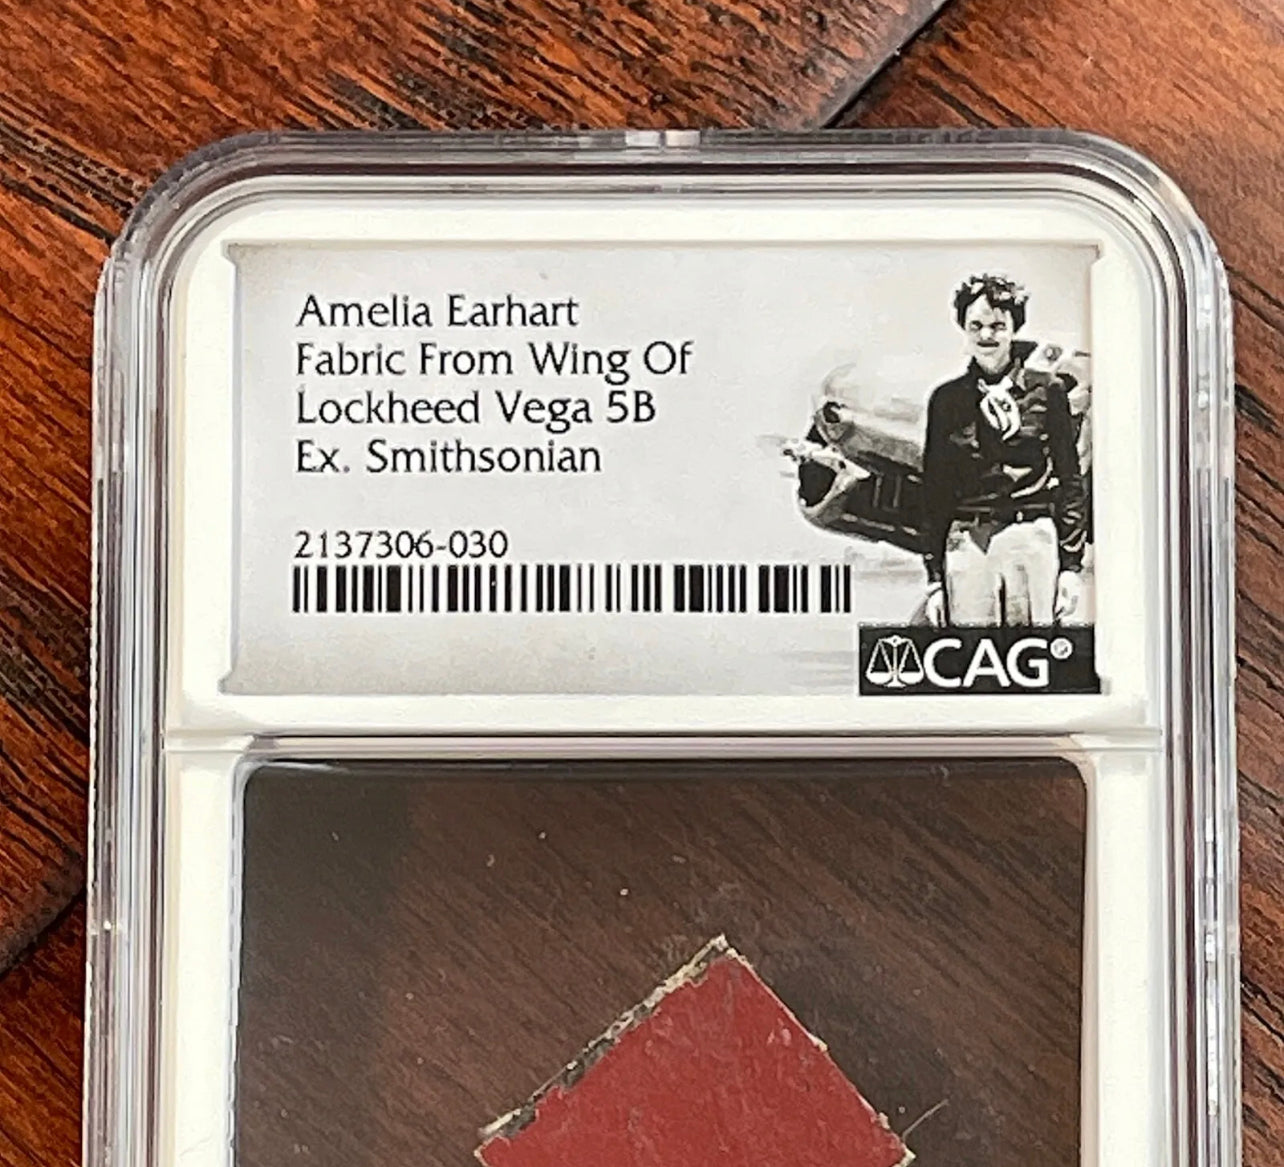 Amelia Earhart
Fabric From Wing Of
Lockheed Vega 5B
Ex. Smithsonian
2137306-030
CAG®